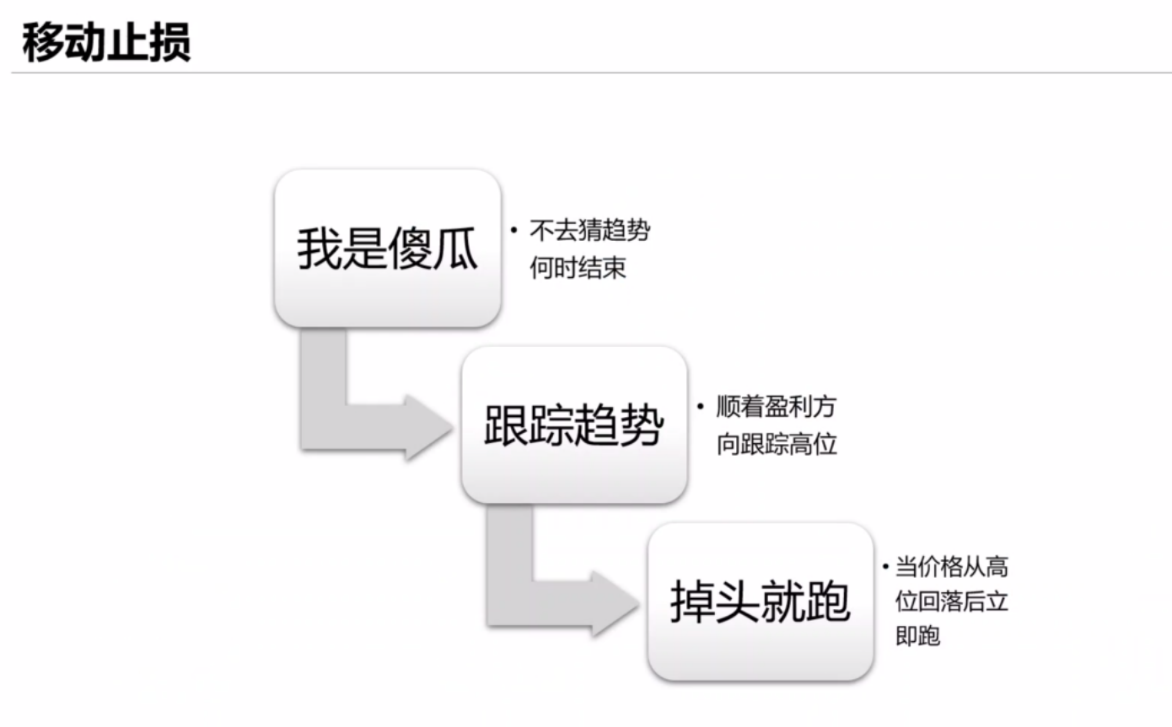 移动止损
我是傻瓜
• 不去猜趋势
何时结束
跟踪趋势
• 顺着盈利方
向跟踪高位
掉头就跑
• 当价格从高
位回落后立
即跑